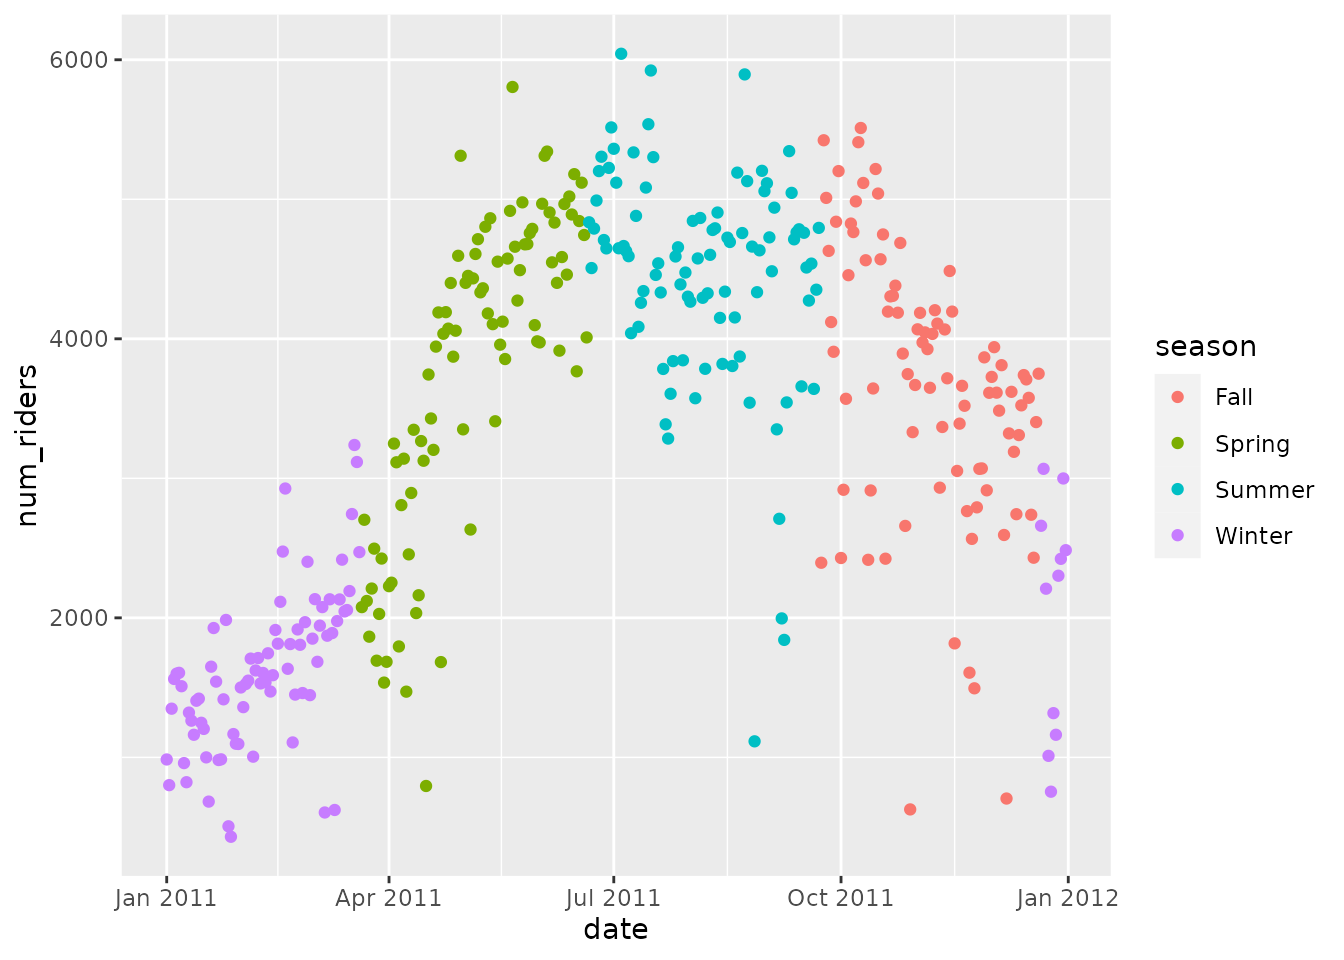 6000
4000
2000
num_riders
Jan 2011
Apr 2011
Jul 2011
Oct 2011
Jan 2012
date
season
Fall
Spring
Summer
Winter